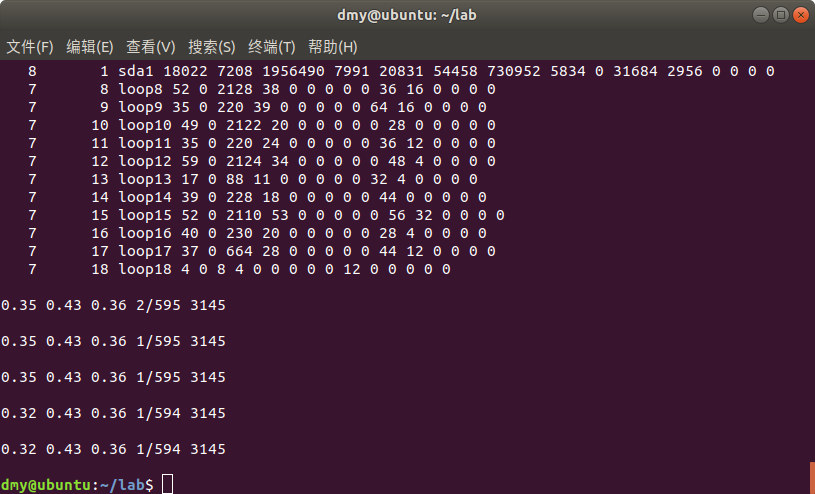 dmy@ubuntu: ~/lab
文件(F) 编辑(E) 查看(V) 搜索(S) 终端(T) 帮助(H)
8 1 sda1 18022 7208 1956490 7991 20831 54458 730952 5834 0 31684 2956 0 0 0 0
7 8 loop8 52 0 2128 38 0 0 0 0 0 36 16 0 0 0 0
7 9 loop9 35 0 220 39 0 0 0 0 0 64 16 0 0 0 0
7 10 loop10 49 0 2122 20 0 0 0 0 0 28 0 0 0 0 0
7 11 loop11 35 0 220 24 0 0 0 0 0 36 12 0 0 0 0
7 12 loop12 59 0 2124 34 0 0 0 0 0 48 4 0 0 0 0
7 13 loop13 17 0 88 11 0 0 0 0 0 32 4 0 0 0 0
7 14 loop14 39 0 228 18 0 0 0 0 0 44 0 0 0 0 0
7 15 loop15 52 0 2110 53 0 0 0 0 0 56 32 0 0 0 0
7 16 loop16 40 0 230 20 0 0 0 0 0 28 4 0 0 0 0
7 17 loop17 37 0 664 28 0 0 0 0 0 44 12 0 0 0 0
7 18 loop18 4 0 8 4 0 0 0 0 0 12 0 0 0 0 0
0.35 0.43 0.36 2/595 3145
0.35 0.43 0.36 1/595 3145
0.35 0.43 0.36 1/595 3145
0.32 0.43 0.36 1/594 3145
0.32 0.43 0.36 1/594 3145
dmy@ubuntu:~/lab$